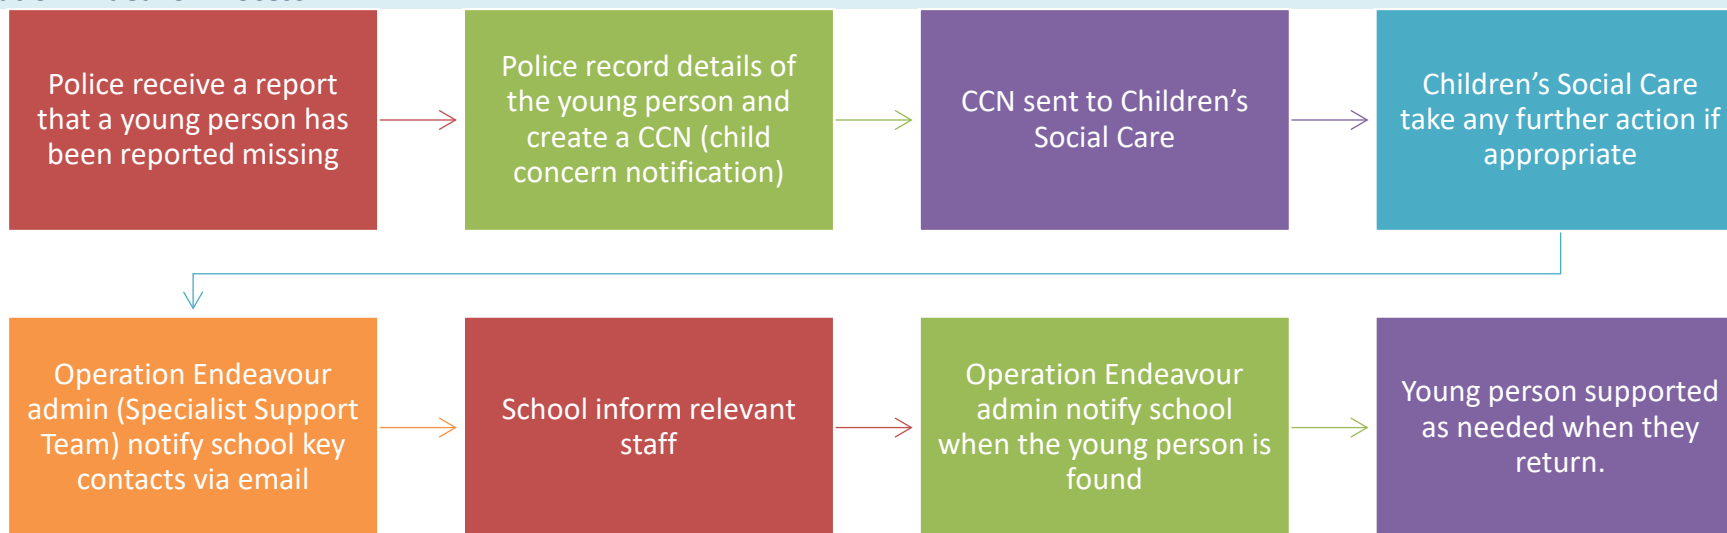 Police receive a report
that a young person has
been reported missing
Police record details of
the young person and
create a CCN (child
concern notification)
CCN sent to Children’s
Social Care
Children’s Social Care
take any further action if
appropriate
Operation Endeavour
admin (Specialist Support
Team) notify school key
contacts via email
School inform relevant
staff
Operation Endeavour
admin notify school
when the young person is
found
Young person supported
as needed when they
return.